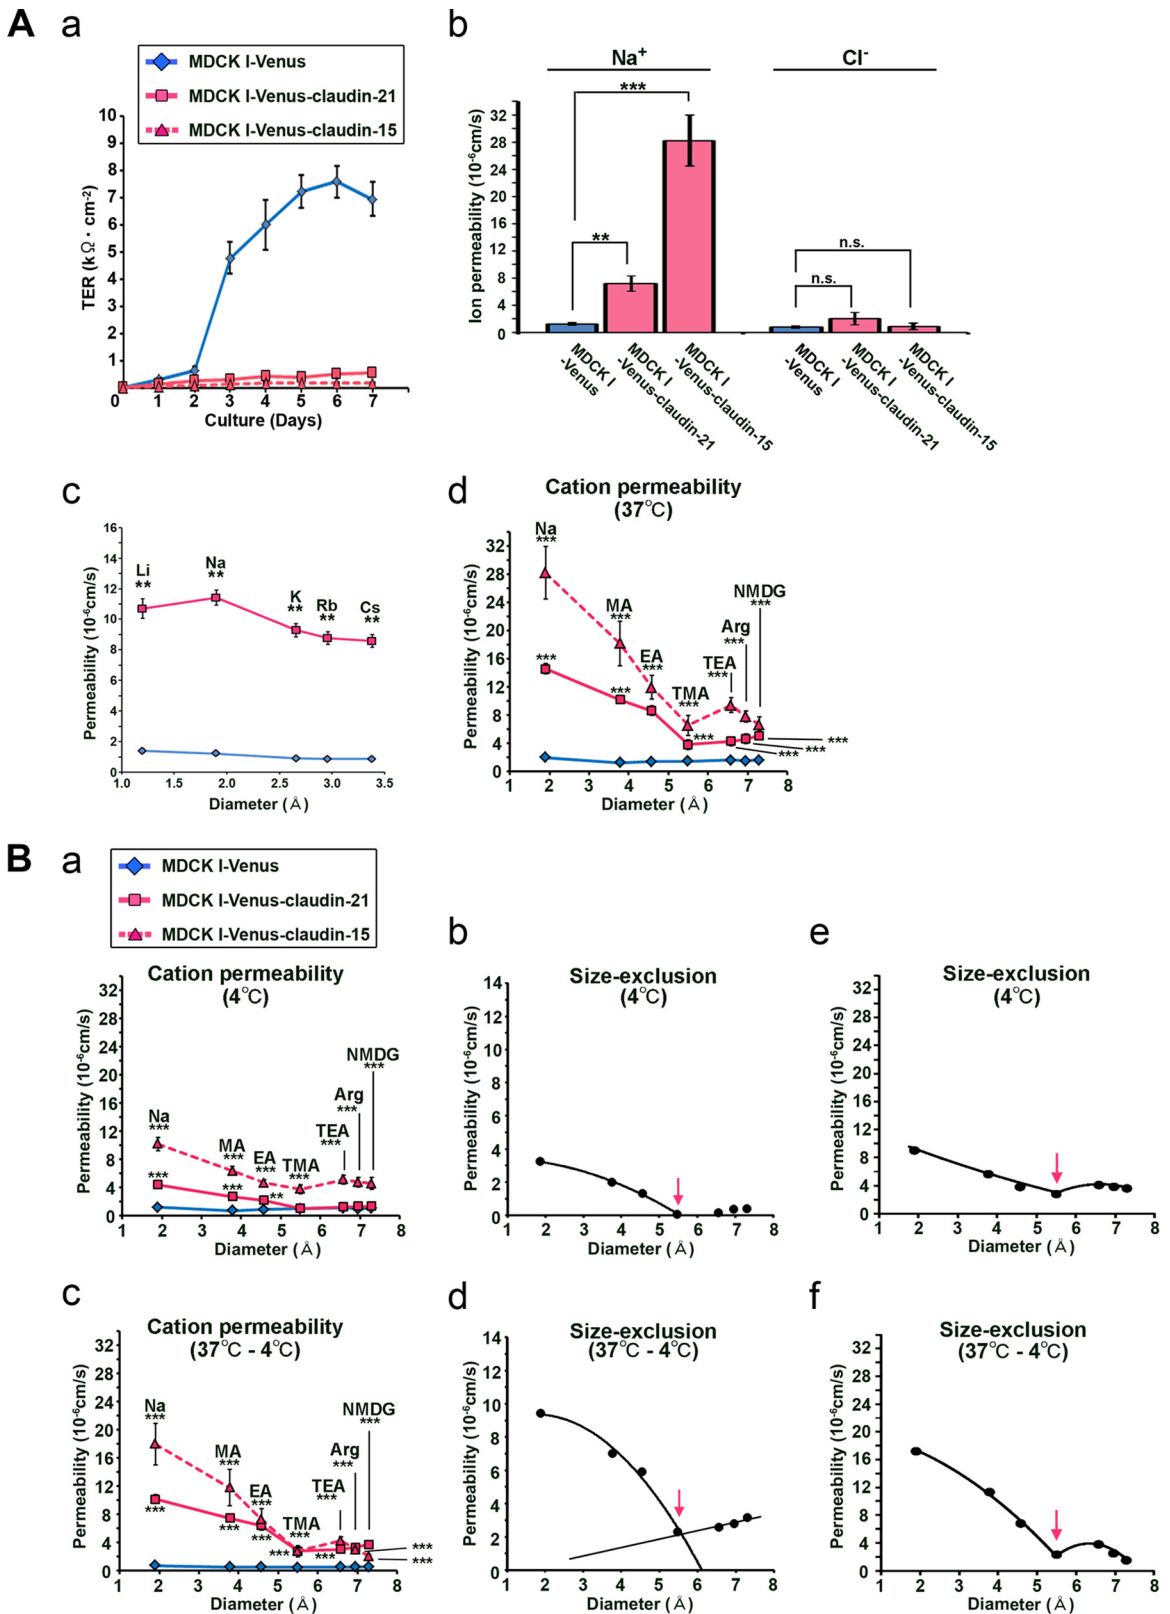 A
a
MDCK I-Venus
MDCK I-Venus-claudin-21
MDCK I-Venus-claudin-15
TER (kΩ · cm-2)
10
9
8
7
6
5
4
3
2
1
0 1 2 3 4 5 6 7
Culture (Days)
b
Na+
Cl-
***
**
n.s.
n.s.
Ion permeability (10-6cm/s)
32
28
24
20
16
12
8
4
0
MDCK I
-Venus
MDCK I
-Venus-claudin-21
MDCK I
-Venus-claudin-15
MDCK I
-Venus
MDCK I
-Venus-claudin-21
MDCK I
-Venus-claudin-15
c
Permeability (10-6cm/s)
16
14
12
10
8
6
4
2
0
Li
**
Na
**
K
**
Rb
**
Cs
**
1.0 1.5 2.0 2.5 3.0 3.5
Diameter (Å)
d
Cation permeability
(37°C)
Permeability (10-6cm/s)
32
28
24
20
16
12
8
4
0
Na
***
MA
***
EA
***
TMA
***
TEA
***
Arg
***
NMDG
***
***
***
***
***
***
***
1 2 3 4 5 6 7 8
Diameter (Å)
B
a
MDCK I-Venus
MDCK I-Venus-claudin-21
MDCK I-Venus-claudin-15
Cation permeability
(4°C)
Permeability (10-6cm/s)
32
28
24
20
16
12
8
4
0
Na
***
MA
***
EA
***
TMA
***
TEA
***
Arg
***
NMDG
***
***
***
**
1 2 3 4 5 6 7 8
Diameter (Å)
b
Size-exclusion
(4°C)
Permeability (10-6cm/s)
14
12
10
8
6
4
2
0
1 2 3 4 5 6 7 8
Diameter (Å)
e
Size-exclusion
(4°C)
Permeability (10-6cm/s)
32
28
24
20
16
12
8
4
0
1 2 3 4 5 6 7 8
Diameter (Å)
c
Cation permeability
(37°C - 4°C)
Permeability (10-6cm/s)
32
28
24
20
16
12
8
4
0
Na
***
MA
***
EA
***
TMA
***
TEA
***
Arg
***
NMDG
***
***
***
***
***
***
***
***
1 2 3 4 5 6 7 8
Diameter (Å)
d
Size-exclusion
(37°C - 4°C)
Permeability (10-6cm/s)
14
12
10
8
6
4
2
0
1 2 3 4 5 6 7 8
Diameter (Å)
f
Size-exclusion
(37°C - 4°C)
Permeability (10-6cm/s)
32
28
24
20
16
12
8
4
0
1 2 3 4 5 6 7 8
Diameter (Å)